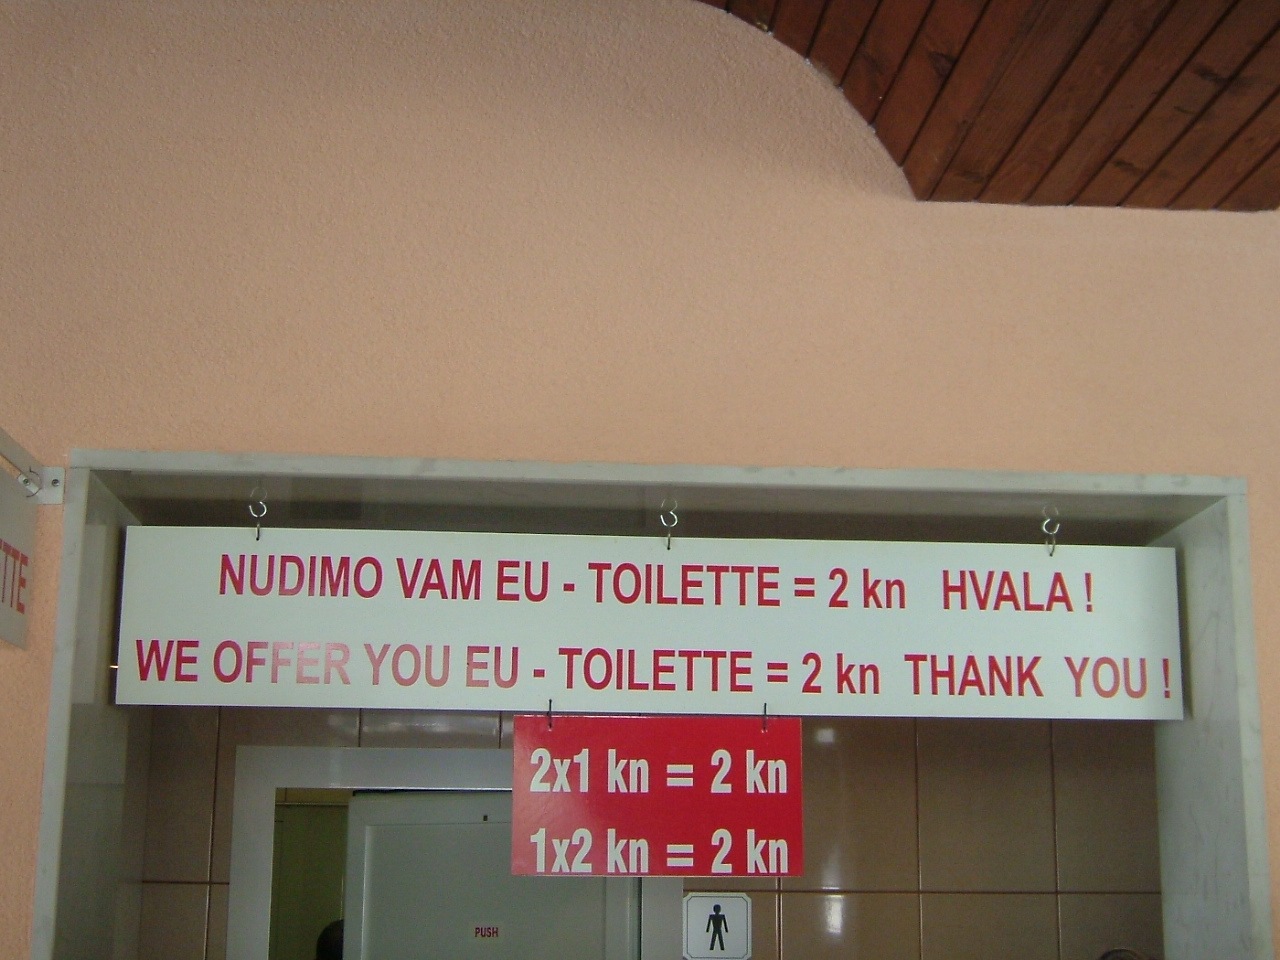 NUDIMO VAM EU - TOILETTE = 2 kn HVALA !
WE OFFER YOU EU - TOILETTE = 2 kn THANK YOU !
2x1 kn = 2 kn
1x2 kn = 2 kn
PUSH